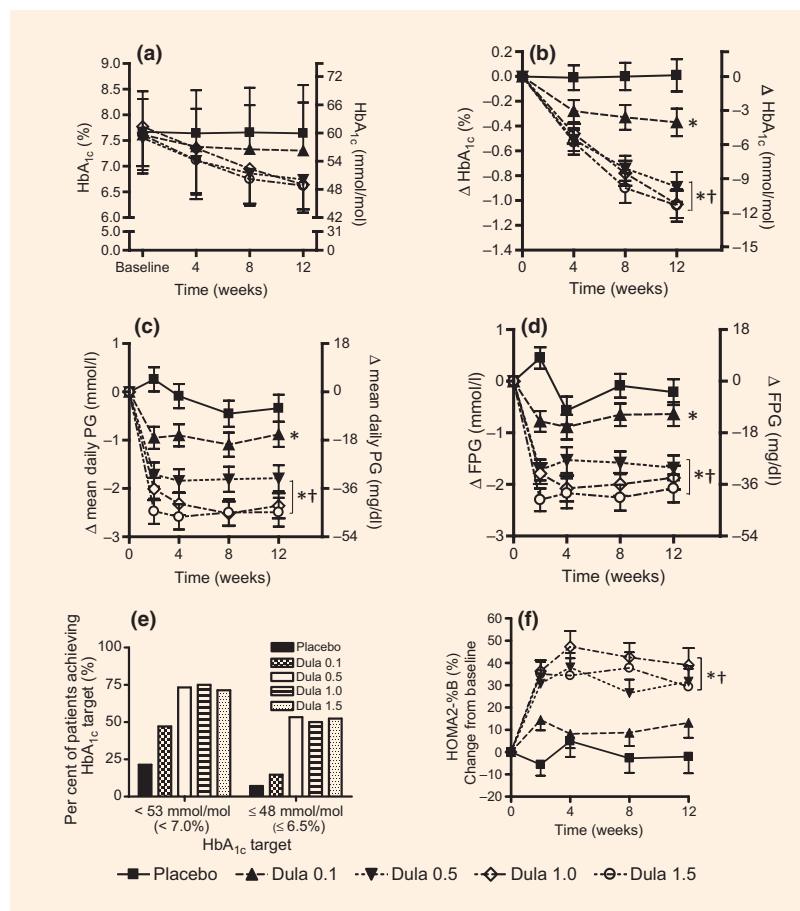 (a)
HbA1c (%)
9.0
8.5
8.0
7.5
7.0
6.5
6.0
5.0
0.0
72
66
60
54
48
42
31
0
HbA1c (mmol/mol)
Baseline 4 8 12
Time (weeks)
(b)
Δ HbA1c (%)
0.2
0.0
−0.2
−0.4
−0.6
−0.8
−1.0
−1.2
−1.4
0
−3
−6
−9
−12
−15
Δ HbA1c (mmol/mol)
*
*†
0 4 8 12
Time (weeks)
(c)
Δ mean daily PG (mmol/l)
1
0
−1
−2
−3
18
0
−18
−36
−54
Δ mean daily PG (mg/dl)
*
*†
0 4 8 12
Time (weeks)
(d)
Δ FPG (mmol/l)
1
0
−1
−2
−3
18
0
−18
−36
−54
Δ FPG (mg/dl)
*
*†
0 4 8 12
Time (weeks)
(e)
Per cent of patients achieving
HbA1c target (%)
100
75
50
25
0
Placebo
Dula 0.1
Dula 0.5
Dula 1.0
Dula 1.5
< 53 mmol/mol ≤ 48 mmol/mol
(< 7.0%) (≤ 6.5%)
HbA1c target
(f)
HOMA2-%B (%)
Change from baseline
60
50
40
30
20
10
0
−10
−20
*†
0 4 8 12
Time (weeks)
Placebo Dula 0.1 Dula 0.5 Dula 1.0 Dula 1.5